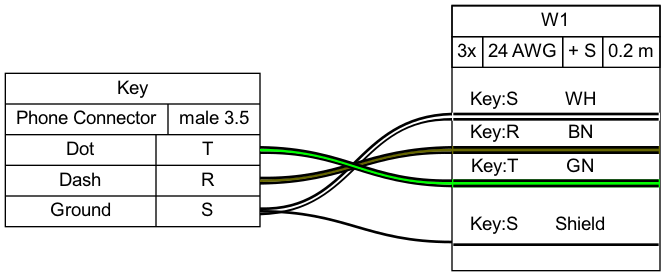 W1
3x 24 AWG + S 0.2 m
Key
Phone Connector male 3.5
Dot T
Dash R
Ground S
Key:S WH
Key:R BN
Key:T GN
Key:S Shield